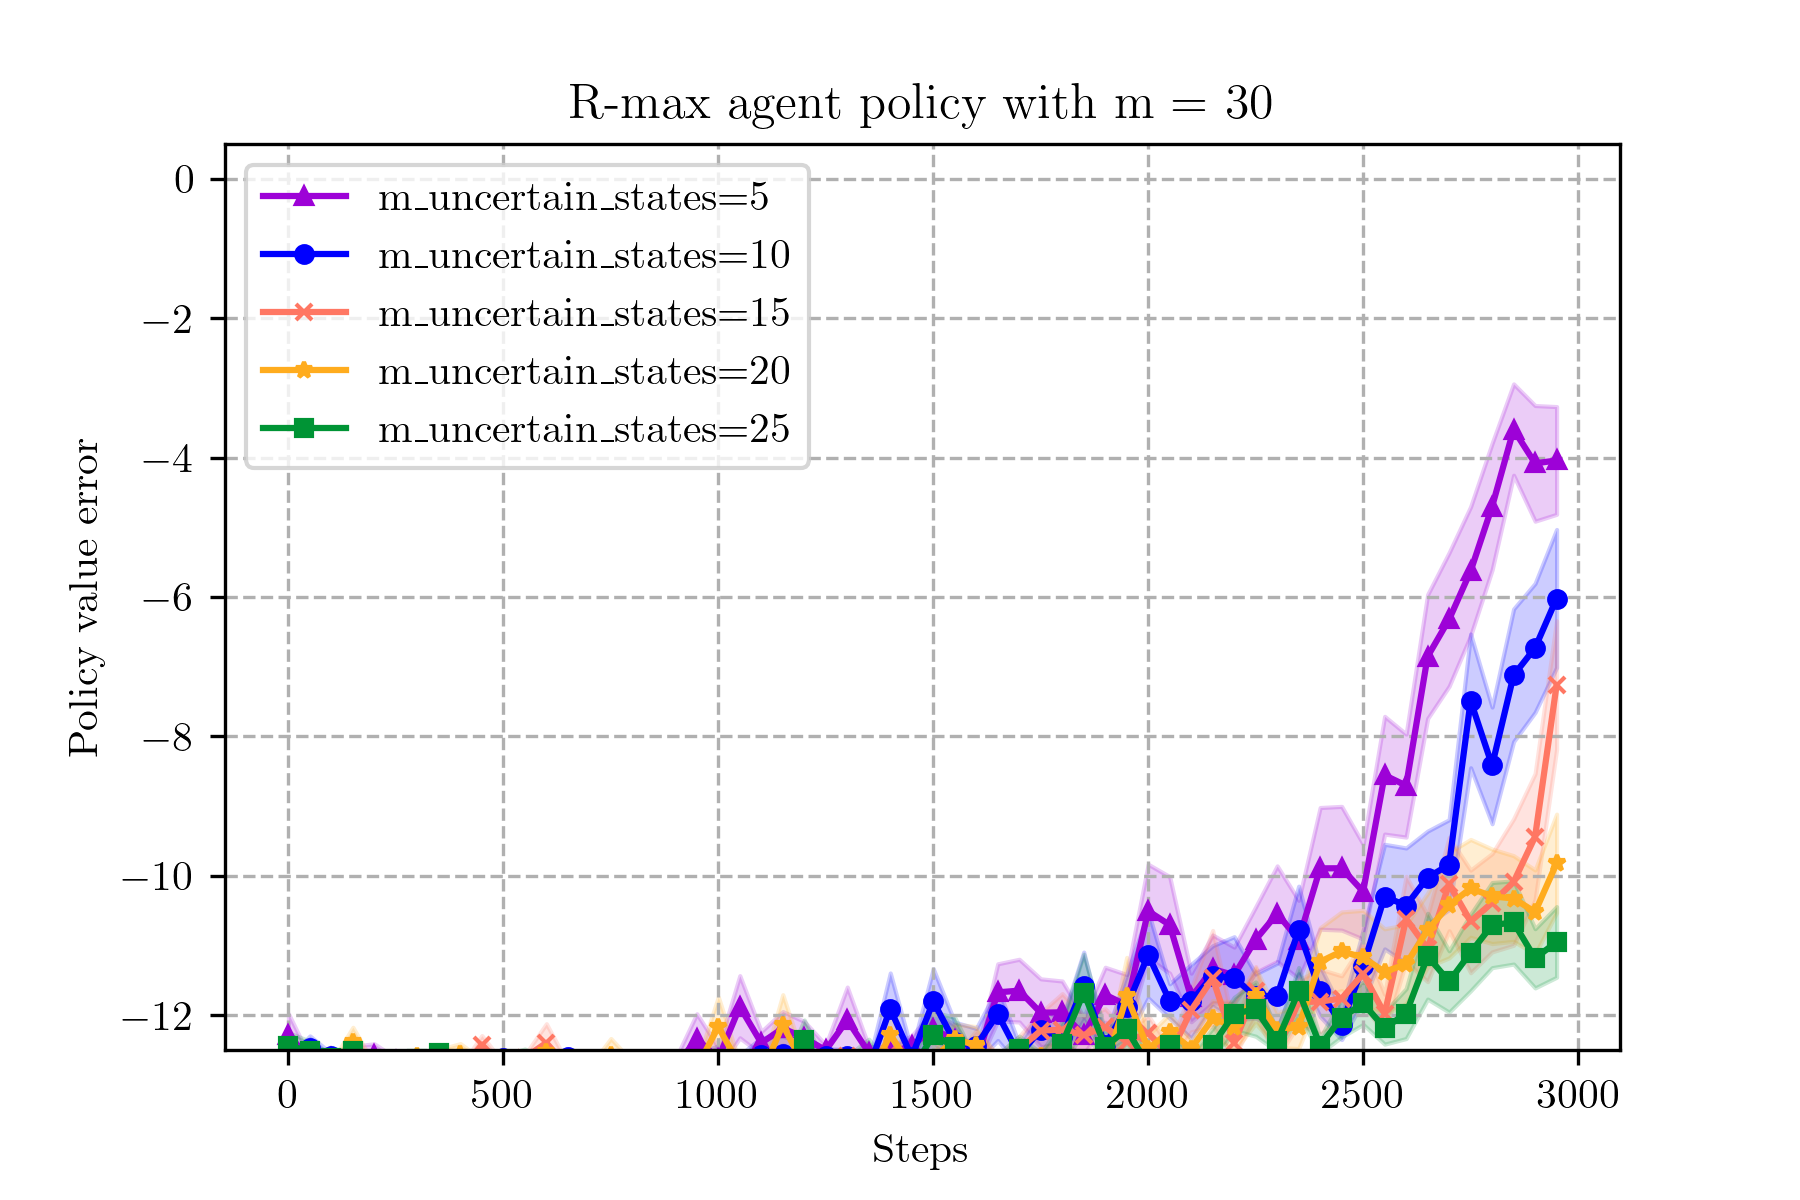 R-max agent policy with m = 30
0
−2
−4
−6
−8
−10
−12
Policy value error
m_uncertain_states=5
m_uncertain_states=10
m_uncertain_states=15
m_uncertain_states=20
m_uncertain_states=25
0 500 1000 1500 2000 2500 3000
Steps